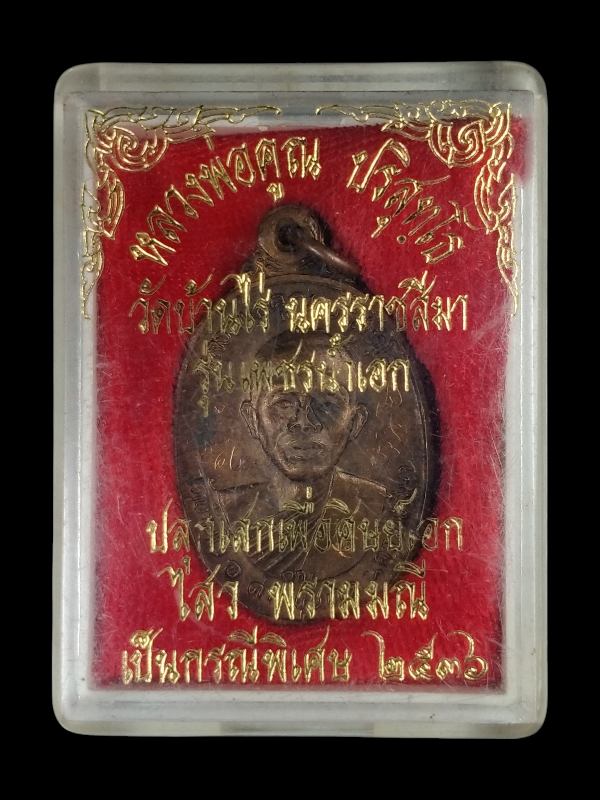 หลวงพ่อคูณ ปริสุทฺโธ
วัดบ้านไร่ นครราชสีมา
รุ่น เพชรน้ำเอก
ปลุกเสกเพื่อศิษย์เอก
ไสว พราหมณี
เป็นกรณีพิเศษ ๒๕๓๖